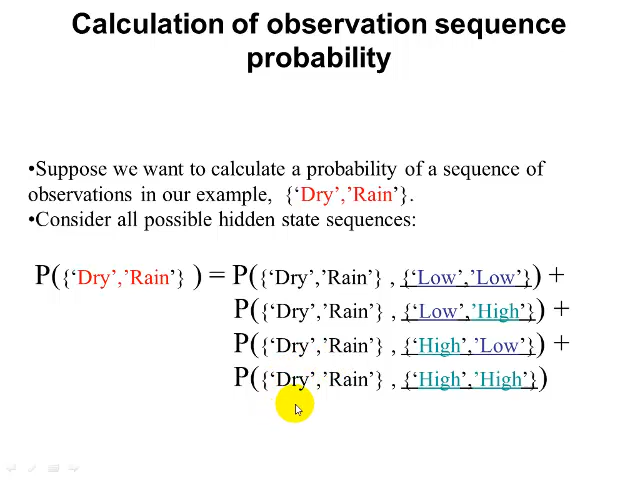 Calculation of observation sequence
probability
•Suppose we want to calculate a probability of a sequence of
observations in our example, {‘Dry’,’Rain’}.
•Consider all possible hidden state sequences:
P({‘Dry’,’Rain’} ) = P({‘Dry’,’Rain’} , {‘Low’,’Low’}) +
P({‘Dry’,’Rain’} , {‘Low’,’High’}) +
P({‘Dry’,’Rain’} , {‘High’,’Low’}) +
P({‘Dry’,’Rain’} , {‘High’,’High’})